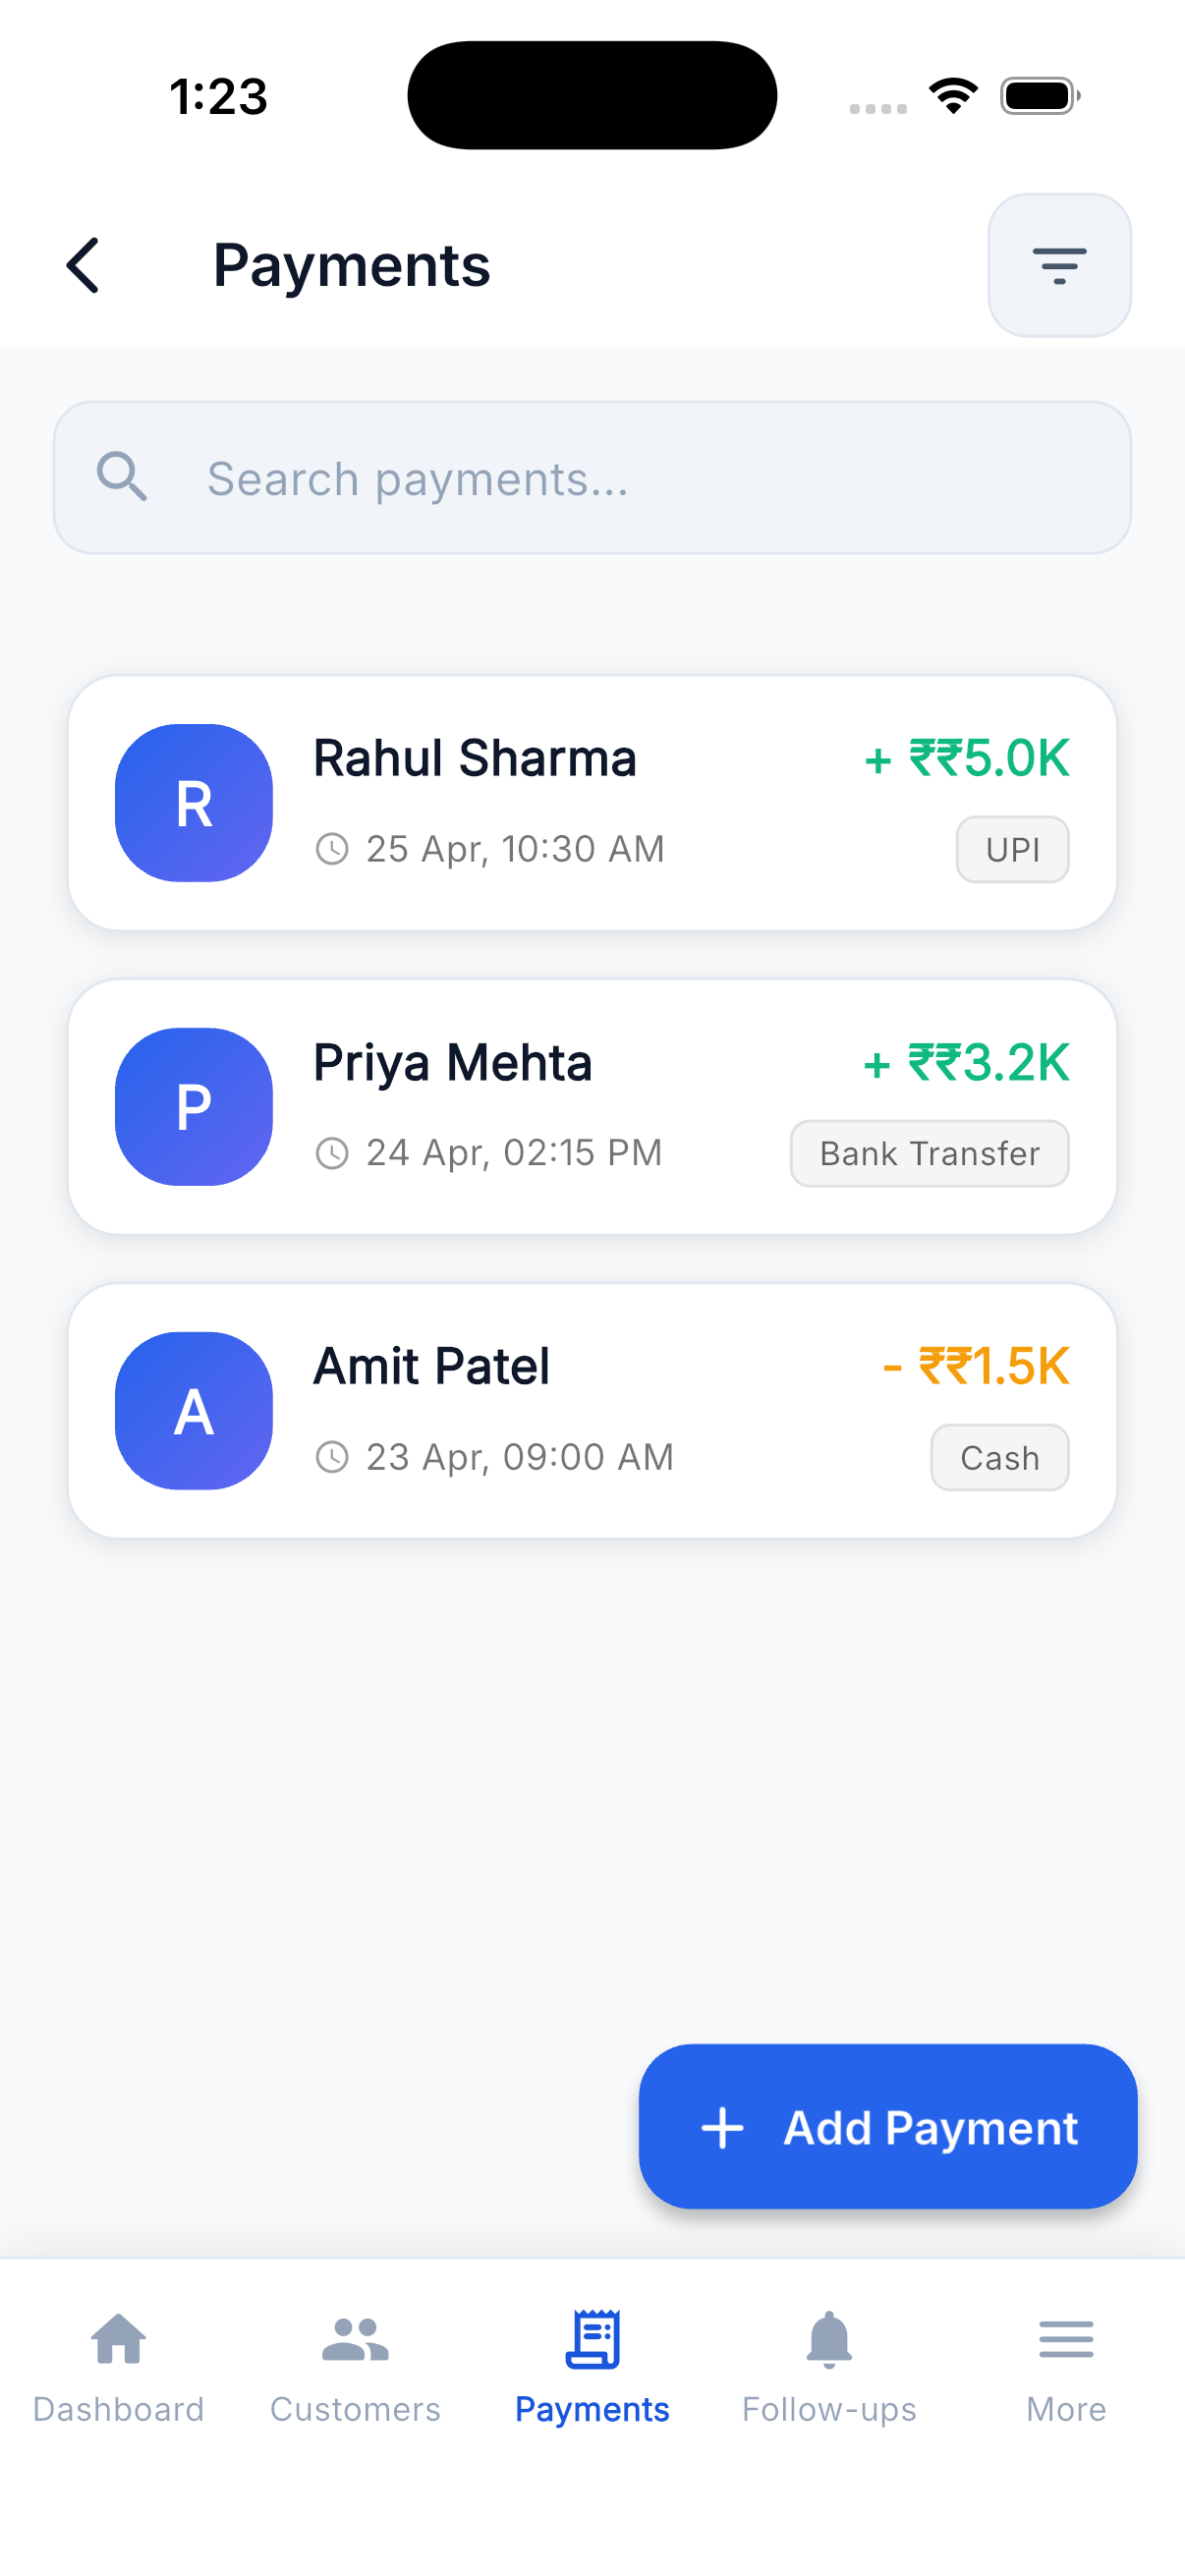 1:23
Payments
Search payments...
R
Rahul Sharma
+ ₹₹5.0K
25 Apr, 10:30 AM
UPI
P
Priya Mehta
+ ₹₹3.2K
24 Apr, 02:15 PM
Bank Transfer
A
Amit Patel
- ₹₹1.5K
23 Apr, 09:00 AM
Cash
Add Payment
Dashboard
Customers
Payments
Follow-ups
More